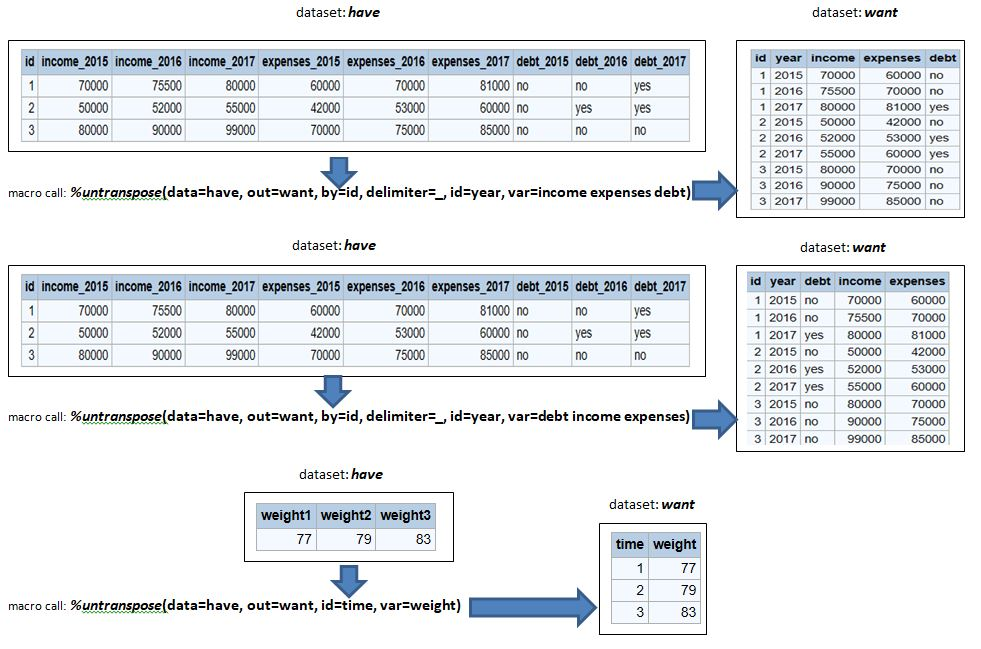 dataset: have
dataset: want
id income_2015 income_2016 income_2017 expenses_2015 expenses_2016 expenses_2017 debt_2015 debt_2016 debt_2017
1 70000 75500 80000 60000 70000 81000 no no yes
2 50000 52000 55000 42000 53000 60000 no yes yes
3 80000 90000 99000 70000 75000 85000 no no no
id year income expenses debt
1 2015 70000 60000 no
1 2016 75500 70000 no
1 2017 80000 81000 yes
2 2015 50000 42000 no
2 2016 52000 53000 yes
2 2017 55000 60000 yes
3 2015 80000 70000 no
3 2016 90000 75000 no
3 2017 99000 85000 no
macro call: %untranspose(data=have, out=want, by=id, delimiter=_, id=year, var=income expenses debt)
dataset: have
dataset: want
id income_2015 income_2016 income_2017 expenses_2015 expenses_2016 expenses_2017 debt_2015 debt_2016 debt_2017
1 70000 75500 80000 60000 70000 81000 no no yes
2 50000 52000 55000 42000 53000 60000 no yes yes
3 80000 90000 99000 70000 75000 85000 no no no
id year debt income expenses
1 2015 no 70000 60000
1 2016 no 75500 70000
1 2017 yes 80000 81000
2 2015 no 50000 42000
2 2016 yes 52000 53000
2 2017 yes 55000 60000
3 2015 no 80000 70000
3 2016 no 90000 75000
3 2017 no 99000 85000
macro call: %untranspose(data=have, out=want, by=id, delimiter=_, id=year, var=debt income expenses)
dataset: have
weight1 weight2 weight3
77 79 83
dataset: want
time weight
1 77
2 79
3 83
macro call: %untranspose(data=have, out=want, id=time, var=weight)